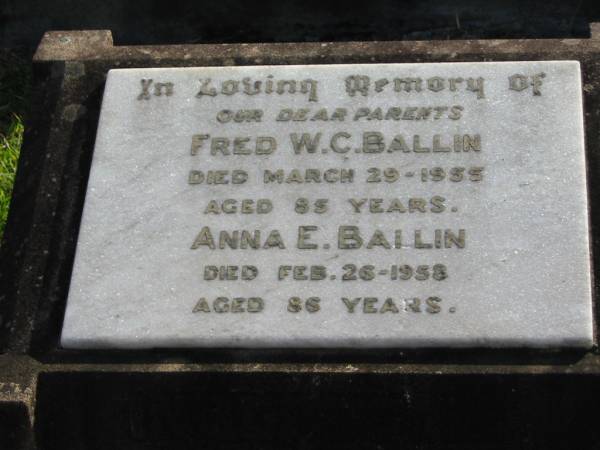 In Loving Memory Of
OUR DEAR PARENTS
FRED W.C. BALLIN
DIED MARCH 29-1955
AGED 85 YEARS.
ANNA E. BALLIN
DIED FEB. 26-1958
AGED 86 YEARS.